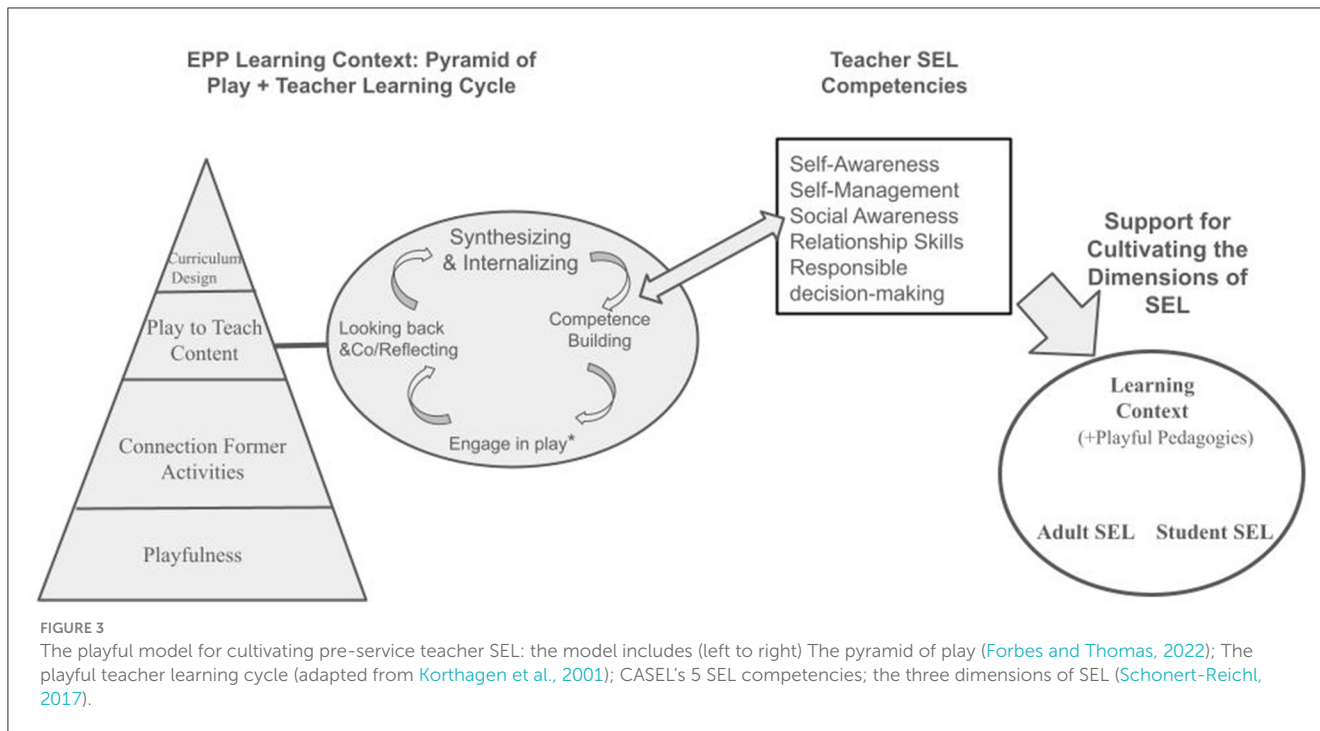 EPP Learning Context: Pyramid of
Play + Teacher Learning Cycle
Teacher SEL
Competencies
Curriculum
Design
Play to Teach
Content
Connection Former
Activities
Playfulness
Synthesizing
& Internalizing
Looking back
&Co/Reflecting
Competence
Building
Engage in play*
Self-Awareness
Self-Management
Social Awareness
Relationship Skills
Responsible
decision-making
Support for
Cultivating the
Dimensions of
SEL
Learning
Context
(+Playful Pedagogies)
Adult SEL Student SEL
FIGURE 3
The playful model for cultivating pre-service teacher SEL: the model includes (left to right) The pyramid of play (Forbes and Thomas, 2022); The
playful teacher learning cycle (adapted from Korthagen et al., 2001); CASEL's 5 SEL competencies; the three dimensions of SEL (Schonert-Reichl,
2017).